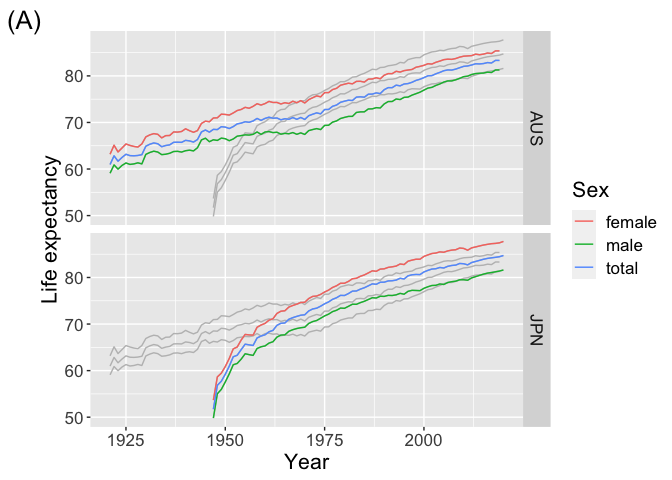 (A)
80
70
60
50
AUS
80
70
60
50
JPN
1925 1950 1975 2000
Year
Life expectancy
Sex
female
male
total